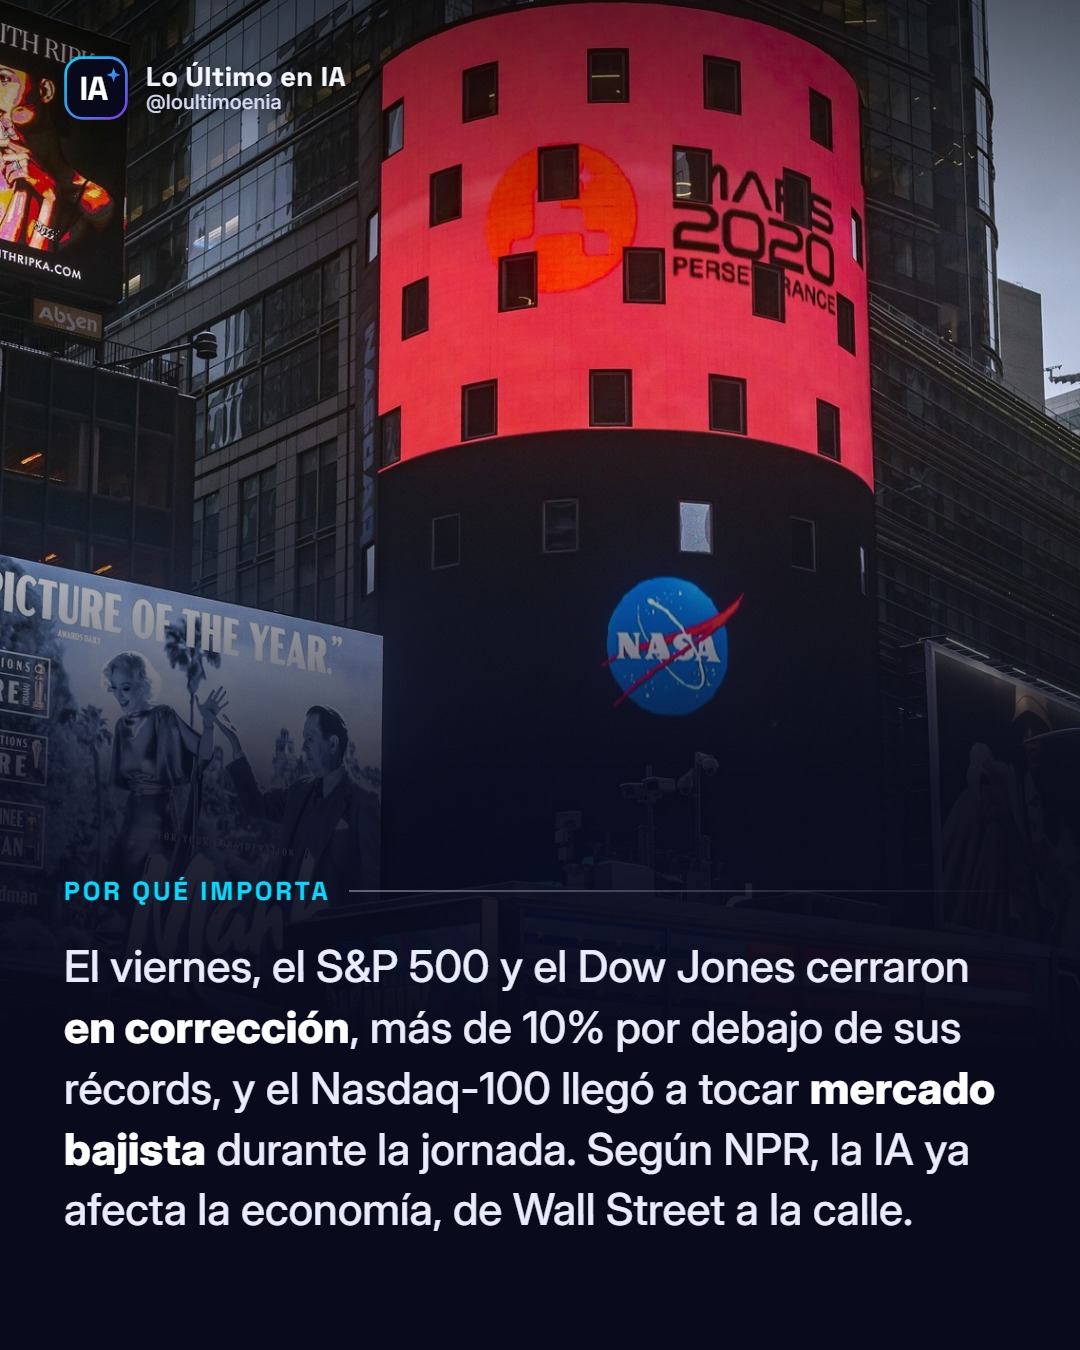 Lo Último en IA
@loultimoenia
THRIPKA.COM
Absen
MARS
2020
PERSEVERANCE
NASA
PICTURE OF THE YEAR."
AWARDS DAILY
POR QUÉ IMPORTA
El viernes, el S&P 500 y el Dow Jones cerraron
en corrección, más de 10% por debajo de sus
récords, y el Nasdaq-100 llegó a tocar mercado
bajista durante la jornada. Según NPR, la IA ya
afecta la economía, de Wall Street a la calle.